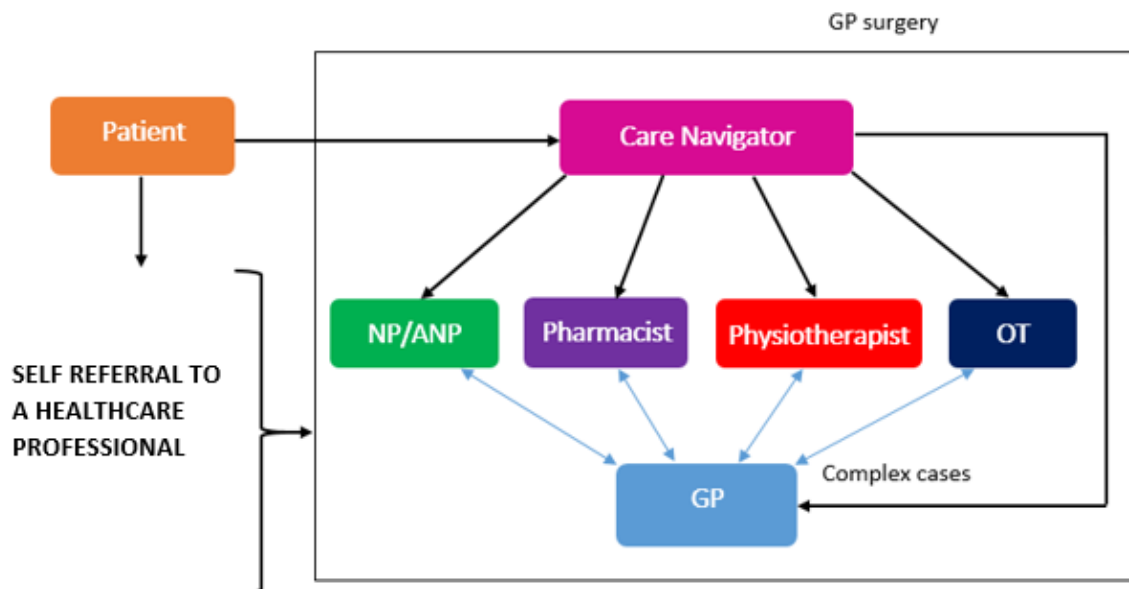 GP surgery
Patient
Care Navigator
NP/ANP
Pharmacist
Physiotherapist
OT
SELF REFERRAL TO
A HEALTHCARE
PROFESSIONAL
Complex cases
GP